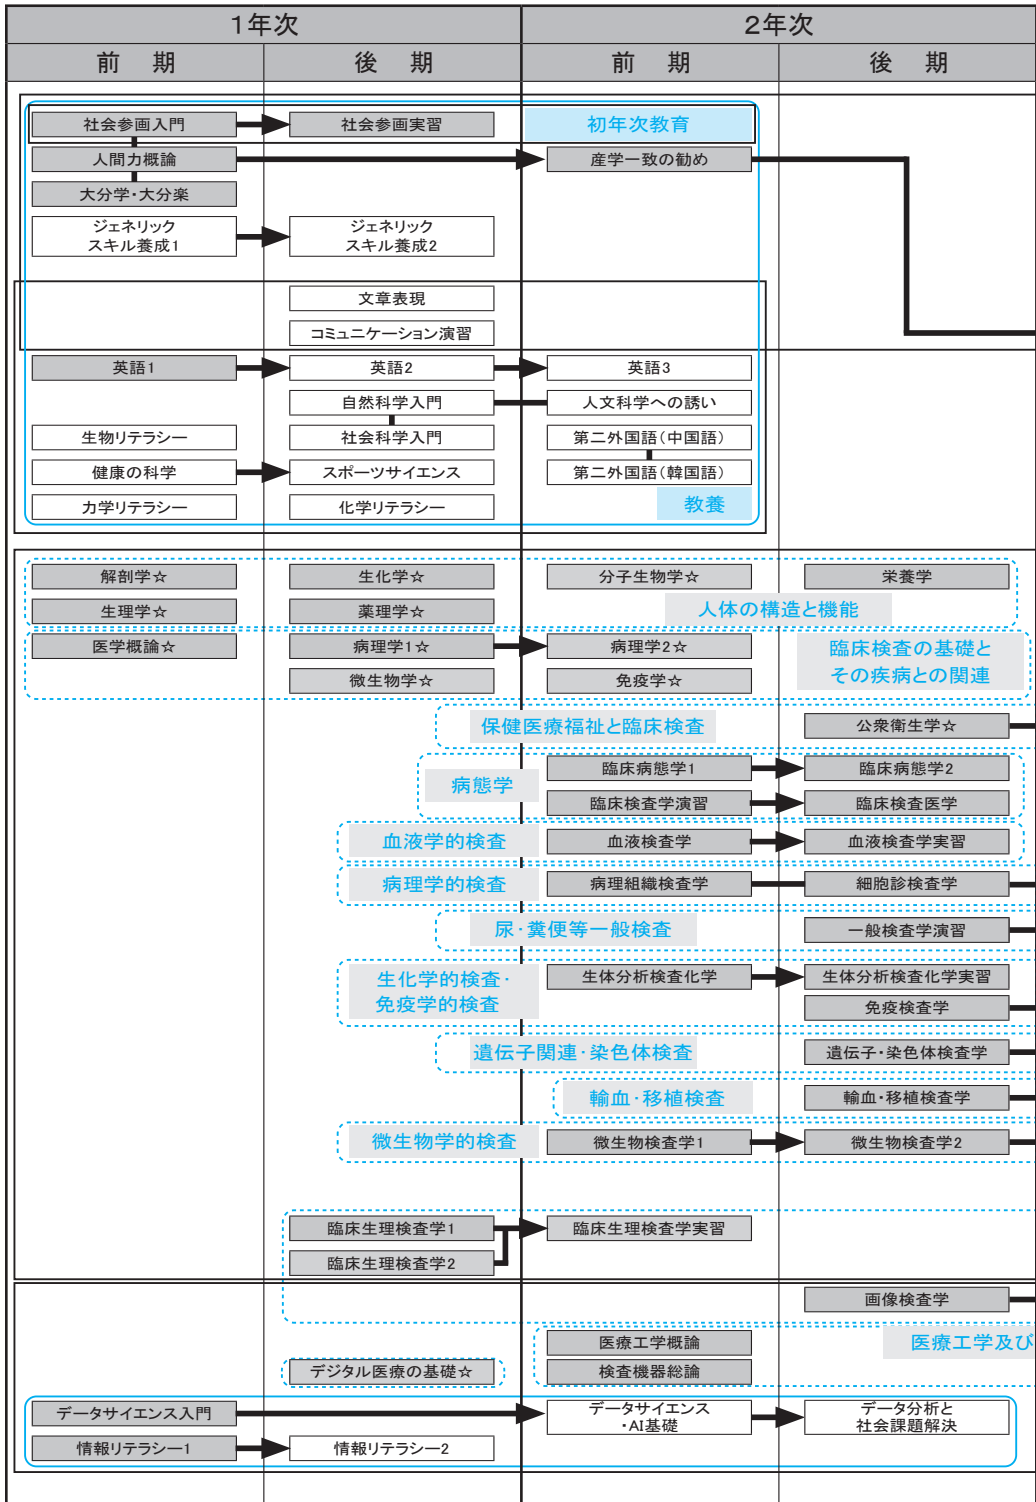 1年次
2年次
前 期
後 期
前 期
後 期
社会参画入門
社会参画実習
初年次教育
人間力概論
産学一致の勧め
大分学・大分楽
ジェネリック
スキル養成1
ジェネリック
スキル養成2
文章表現
コミュニケーション演習
英語1
英語2
英語3
自然科学入門
人文科学への誘い
生物リテラシー
社会科学入門
第二外国語(中国語)
健康の科学
スポーツサイエンス
第二外国語(韓国語)
力学リテラシー
化学リテラシー
教養
解剖学☆
生化学☆
分子生物学☆
栄養学
生理学☆
薬理学☆
人体の構造と機能
医学概論☆
病理学1☆
病理学2☆
臨床検査の基礎と
その疾病との関連
微生物学☆
免疫学☆
保健医療福祉と臨床検査
公衆衛生学☆
病態学
臨床病態学1
臨床病態学2
臨床検査学演習
臨床検査医学
血液学的検査
血液検査学
血液検査学実習
病理学的検査
病理組織検査学
細胞診検査学
尿・糞便等一般検査
一般検査学演習
生化学的検査・
免疫学的検査
生体分析検査化学
生体分析検査化学実習
免疫検査学
遺伝子関連・染色体検査
遺伝子・染色体検査学
輸血・移植検査
輸血・移植検査学
微生物学的検査
微生物検査学1
微生物検査学2
臨床生理検査学1
臨床生理検査学実習
臨床生理検査学2
画像検査学
医療工学概論
医療工学及び
デジタル医療の基礎☆
検査機器総論
データサイエンス入門
データサイエンス
・AI基礎
データ分析と
社会課題解決
情報リテラシー1
情報リテラシー2